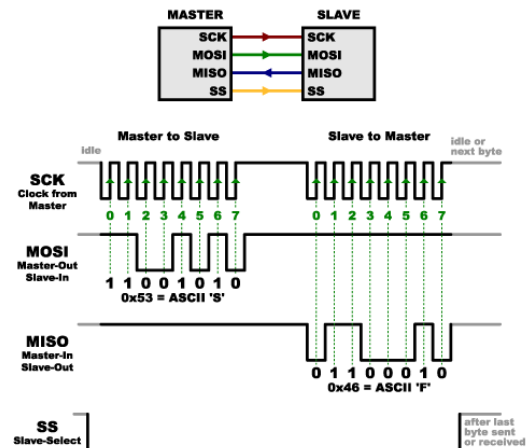 MASTER SLAVE
SCK SCK
MOSI MOSI
MISO MISO
SS SS
Master to Slave Slave to Master
idle
idle or
next byte
SCK
Clock from
Master
0 1 2 3 4 5 6 7 0 1 2 3 4 5 6 7
MOSI
Master-Out
Slave-In
1 1 0 0 1 0 1 0
0x53 = ASCII 'S'
MISO
Master-In
Slave-Out
0 1 1 0 0 0 1 0
0x46 = ASCII 'F'
SS
Slave-Select
after last
byte sent
or received